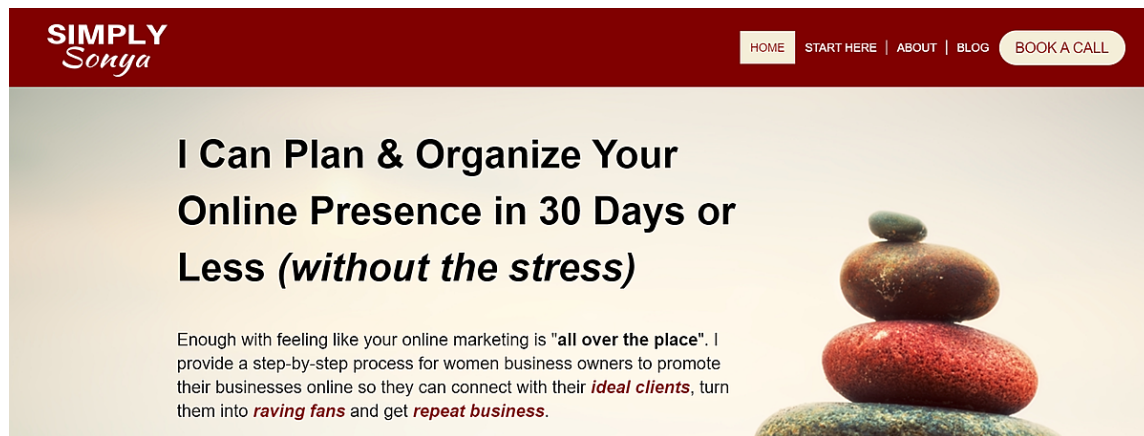 SIMPLY
Sonya
HOME
START HERE | ABOUT | BLOG
BOOK A CALL
I Can Plan & Organize Your
Online Presence in 30 Days or
Less (without the stress)
Enough with feeling like your online marketing is "all over the place". I
provide a step-by-step process for women business owners to promote
their businesses online so they can connect with their ideal clients, turn
them into raving fans and get repeat business.